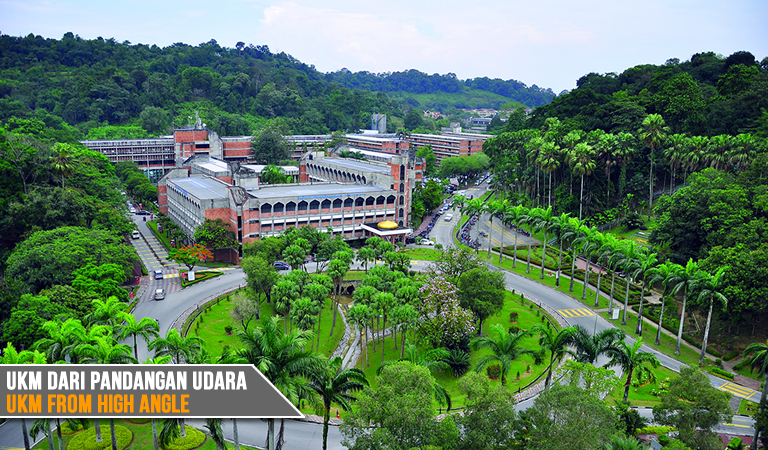 UKM DARI PANDANGAN UDARA
UKM FROM HIGH ANGLE